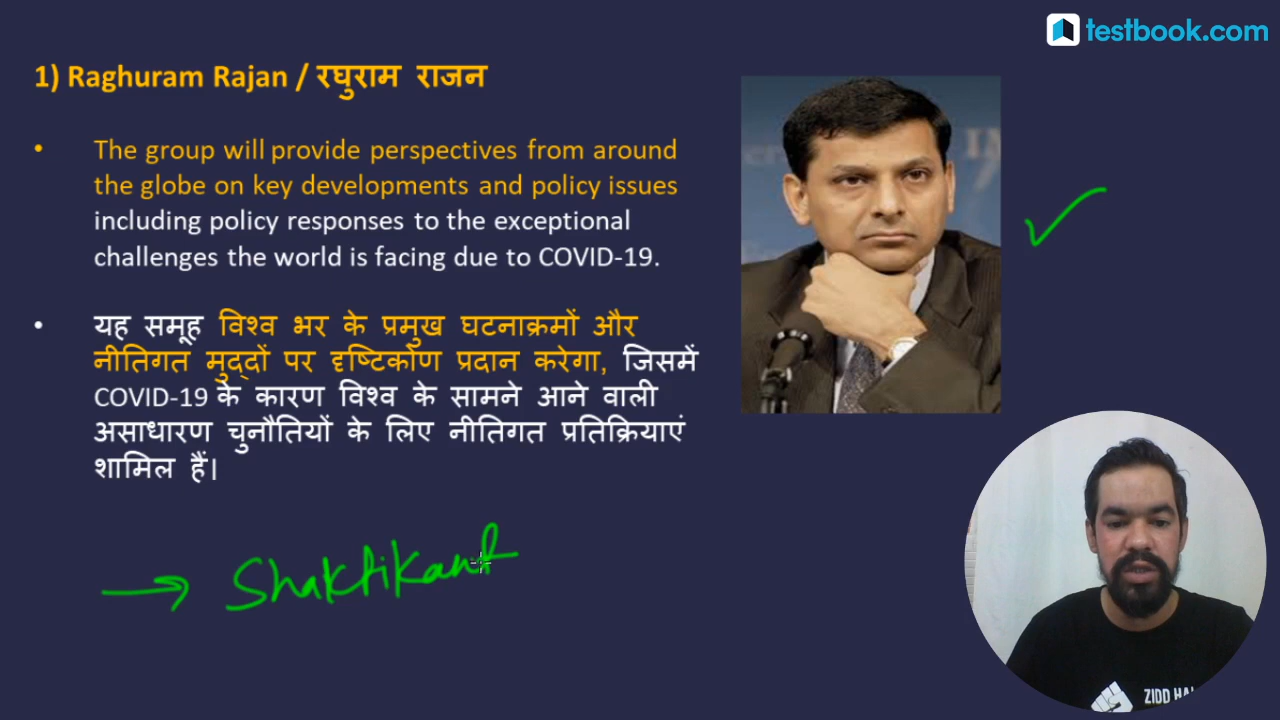 testbook.com
1) Raghuram Rajan / रघुराम राजन
• The group will provide perspectives from around
the globe on key developments and policy issues
including policy responses to the exceptional
challenges the world is facing due to COVID-19.
• यह समूह विश्व भर के प्रमुख घटनाक्रमों और
नीतिगत मुद्दों पर दृष्टिकोण प्रदान करेगा, जिसमें
COVID-19 के कारण विश्व के सामने आने वाली
असाधारण चुनौतियों के लिए नीतिगत प्रतिक्रियाएं
शामिल हैं।
→ Shaktikant
ZIDD